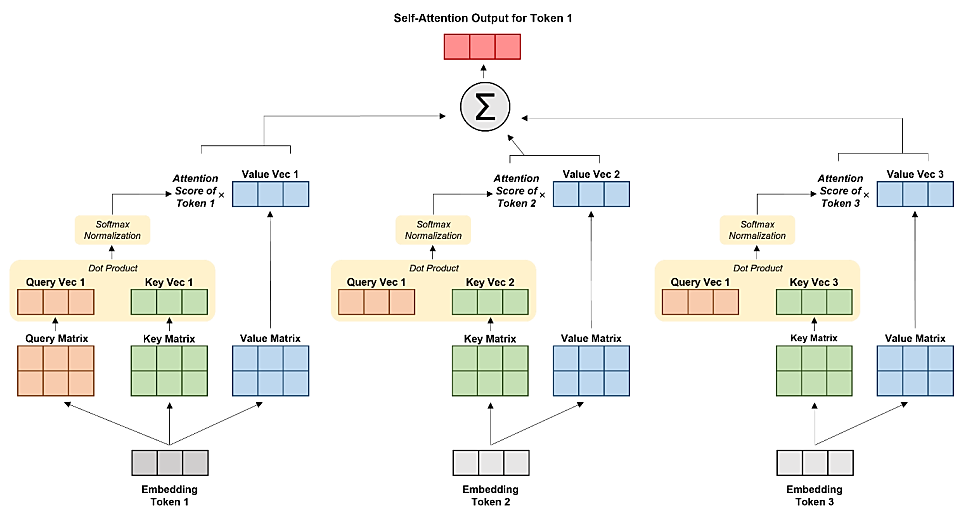 Self-Attention Output for Token 1
Σ
Attention
Score of
Token 1
×
Value Vec 1
Attention
Score of
Token 2
×
Value Vec 2
Attention
Score of
Token 3
×
Value Vec 3
Softmax
Normalization
Softmax
Normalization
Softmax
Normalization
Dot Product
Query Vec 1
Key Vec 1
Dot Product
Query Vec 1
Key Vec 2
Dot Product
Query Vec 1
Key Vec 3
Query Matrix
Key Matrix
Value Matrix
Key Matrix
Value Matrix
Key Matrix
Value Matrix
Embedding
Token 1
Embedding
Token 2
Embedding
Token 3